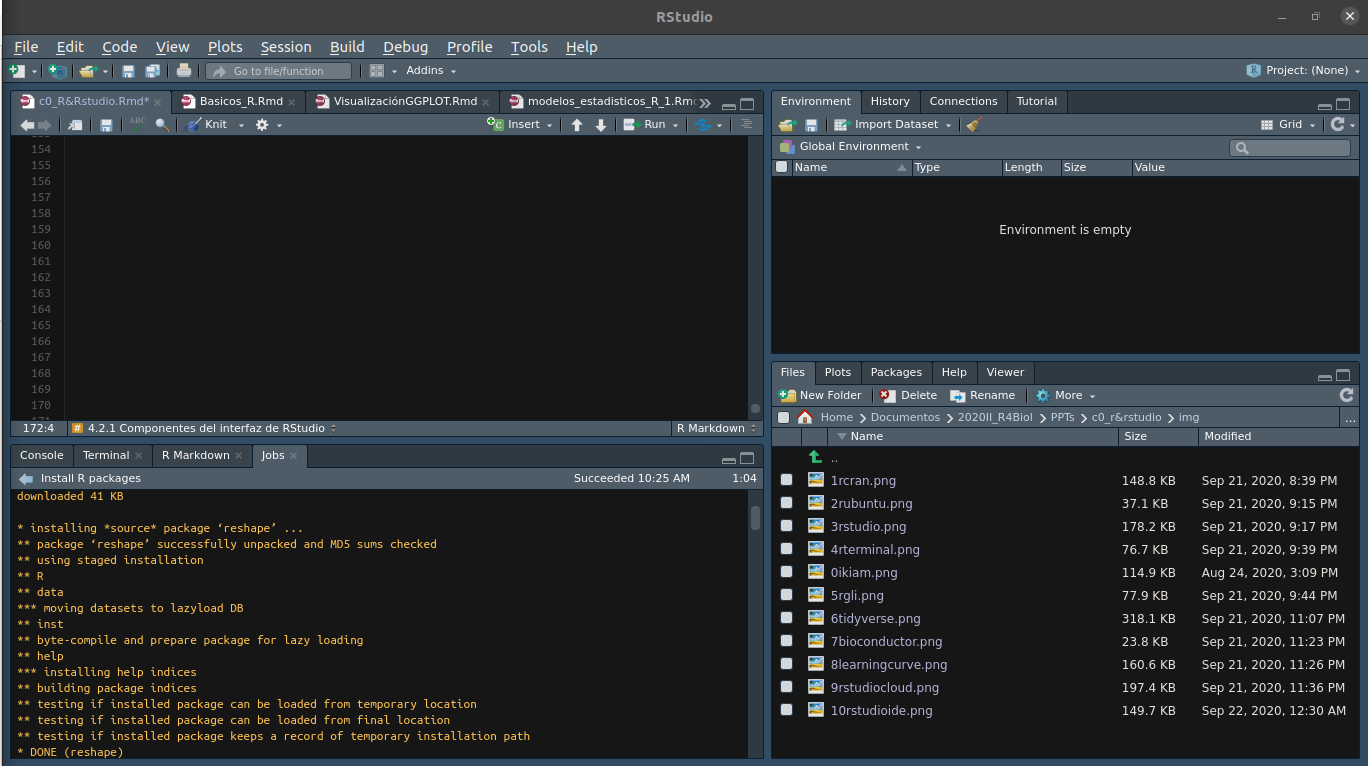 RStudio
File Edit Code View Plots Session Build Debug Profile Tools Help
Go to file/function Addins Project: (None)
c0_R&Rstudio.Rmd* Basicos_R.Rmd VisualizaciónGGPLOT.Rmd modelos_estadisticos_R_1.Rmd
ABC Knit Insert Run
154
155
156
157
158
159
160
161
162
163
164
165
166
167
168
169
170
171
172:4 # 4.2.1 Componentes del interfaz de RStudio R Markdown
Console Terminal R Markdown Jobs
Install R packages Succeeded 10:25 AM 1:04
downloaded 41 KB
* installing *source* package ‘reshape’ ...
** package ‘reshape’ successfully unpacked and MD5 sums checked
** using staged installation
** R
** data
*** moving datasets to lazyload DB
** inst
** byte-compile and prepare package for lazy loading
** help
*** installing help indices
** building package indices
** testing if installed package can be loaded from temporary location
** testing if installed package can be loaded from final location
** testing if installed package keeps a record of temporary installation path
* DONE (reshape)
Environment History Connections Tutorial
Import Dataset Grid
Global Environment
Name Type Length Size Value
Environment is empty
Files Plots Packages Help Viewer
New Folder Delete Rename More
Home Documentos 2020II_R4Biol PPTs c0_r&rstudio img ...
Name Size Modified
..
1rcran.png 148.8 KB Sep 21, 2020, 8:39 PM
2rubuntu.png 37.1 KB Sep 21, 2020, 9:15 PM
3rstudio.png 178.2 KB Sep 21, 2020, 9:17 PM
4rterminal.png 76.7 KB Sep 21, 2020, 9:39 PM
0ikiam.png 114.9 KB Aug 24, 2020, 3:09 PM
5rgli.png 77.9 KB Sep 21, 2020, 9:44 PM
6tidyverse.png 318.1 KB Sep 21, 2020, 11:07 PM
7bioconductor.png 23.8 KB Sep 21, 2020, 11:23 PM
8learningcurve.png 160.6 KB Sep 21, 2020, 11:26 PM
9rstudiocloud.png 197.4 KB Sep 21, 2020, 11:36 PM
10rstudioide.png 149.7 KB Sep 22, 2020, 12:30 AM